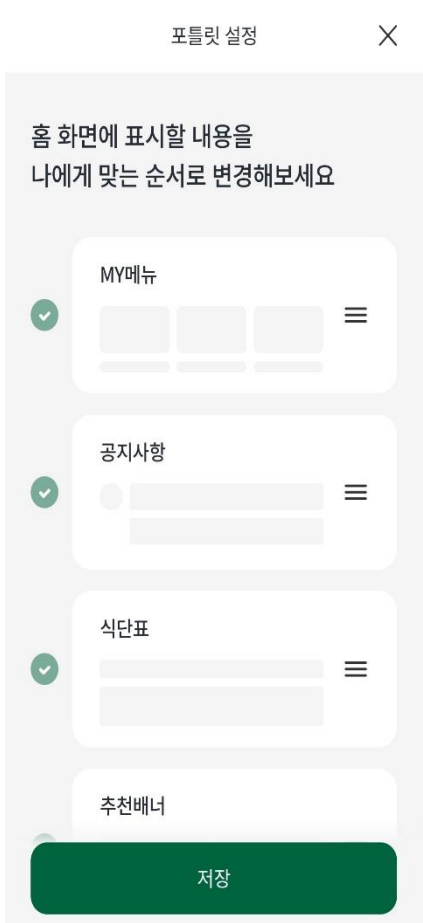 포틀릿 설정
홈 화면에 표시할 내용을
나에게 맞는 순서로 변경해보세요
MY메뉴
공지사항
식단표
추천배너
저장